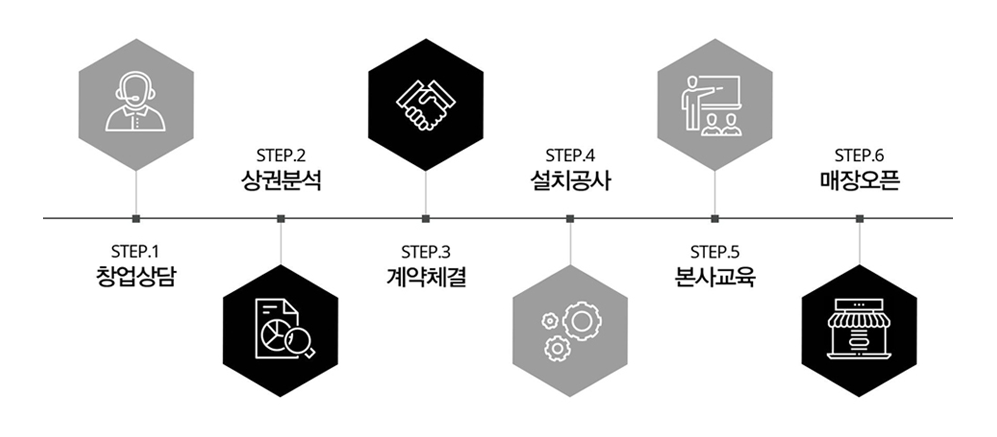 STEP.1
창업상담
STEP.2
상권분석
STEP.3
계약체결
STEP.4
설치공사
STEP.5
본사교육
STEP.6
매장오픈